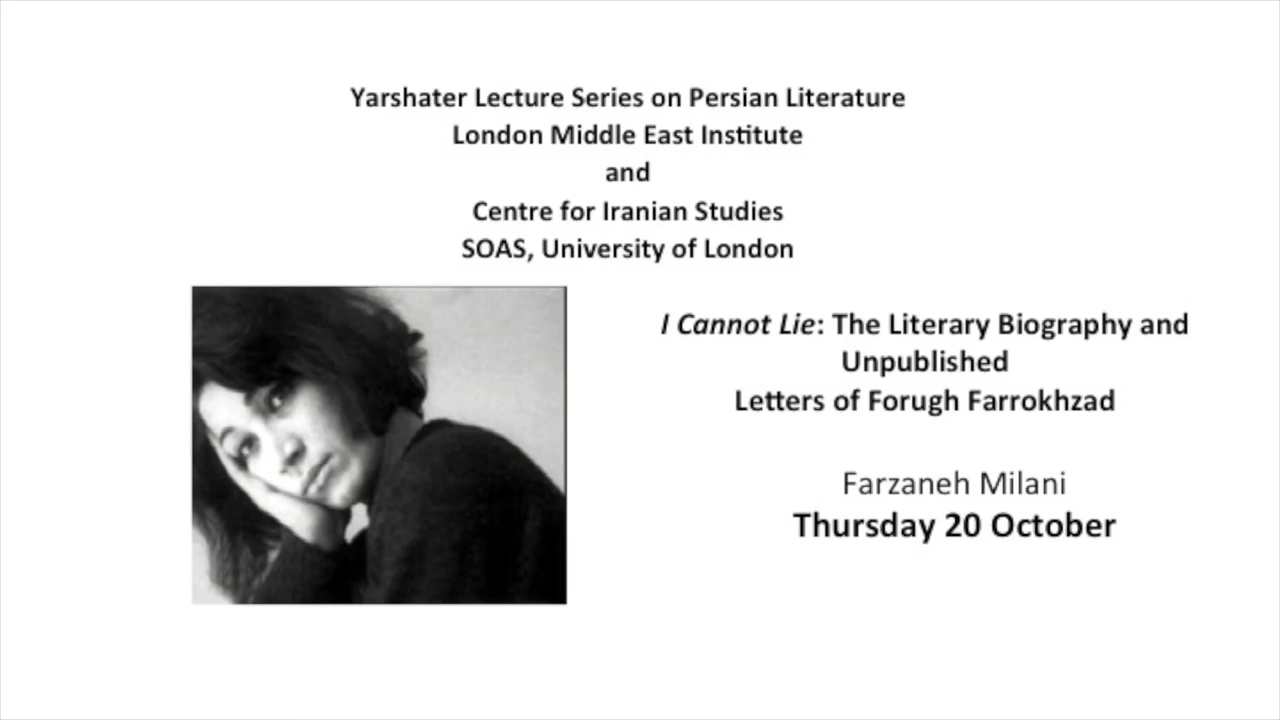 Yarshater Lecture Series on Persian Literature
London Middle East Institute
and
Centre for Iranian Studies
SOAS, University of London
I Cannot Lie: The Literary Biography and
Unpublished
Letters of Forugh Farrokhzad
Farzaneh Milani
Thursday 20 October